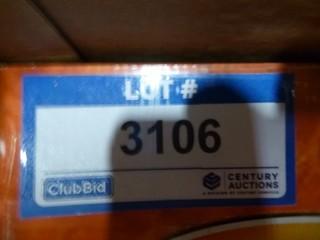 LOT #
3106
ClubBid
CENTURY
AUCTIONS